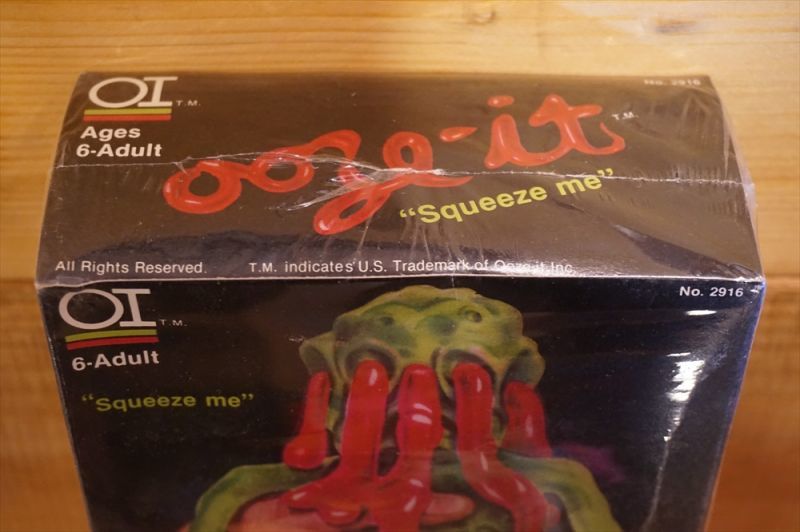 OI T.M.
No. 2916
Ages
6-Adult
ooze-it T.M.
"Squeeze me"
All Rights Reserved. T.M. indicates U.S. Trademark of Ooze-it Inc.
OI T.M.
No. 2916
6-Adult
"Squeeze me"